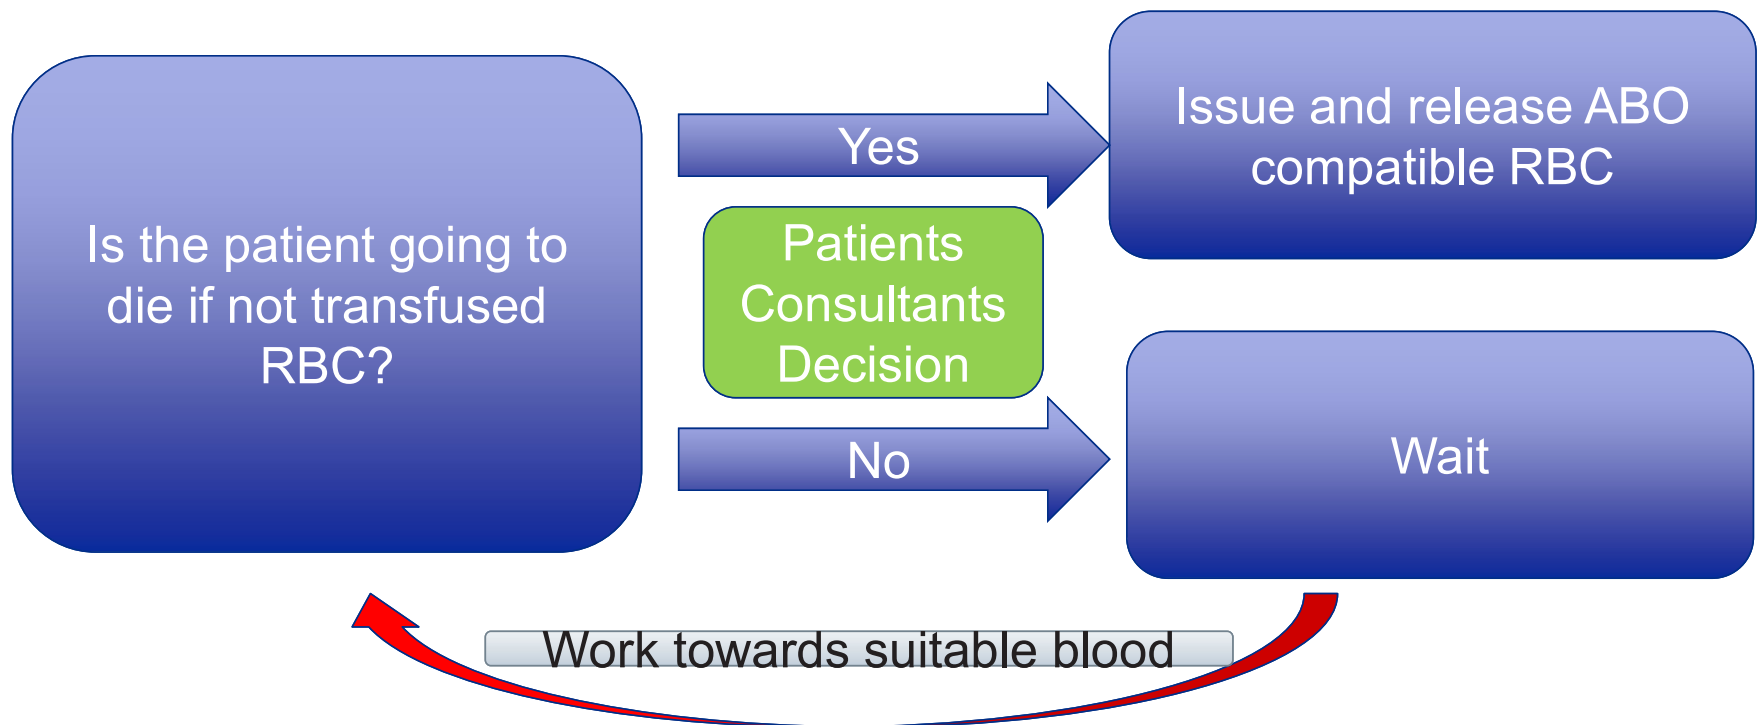 Is the patient going to
die if not transfused
RBC?
Yes
Patients
Consultants
Decision
No
Issue and release ABO
compatible RBC
Wait
Work towards suitable blood